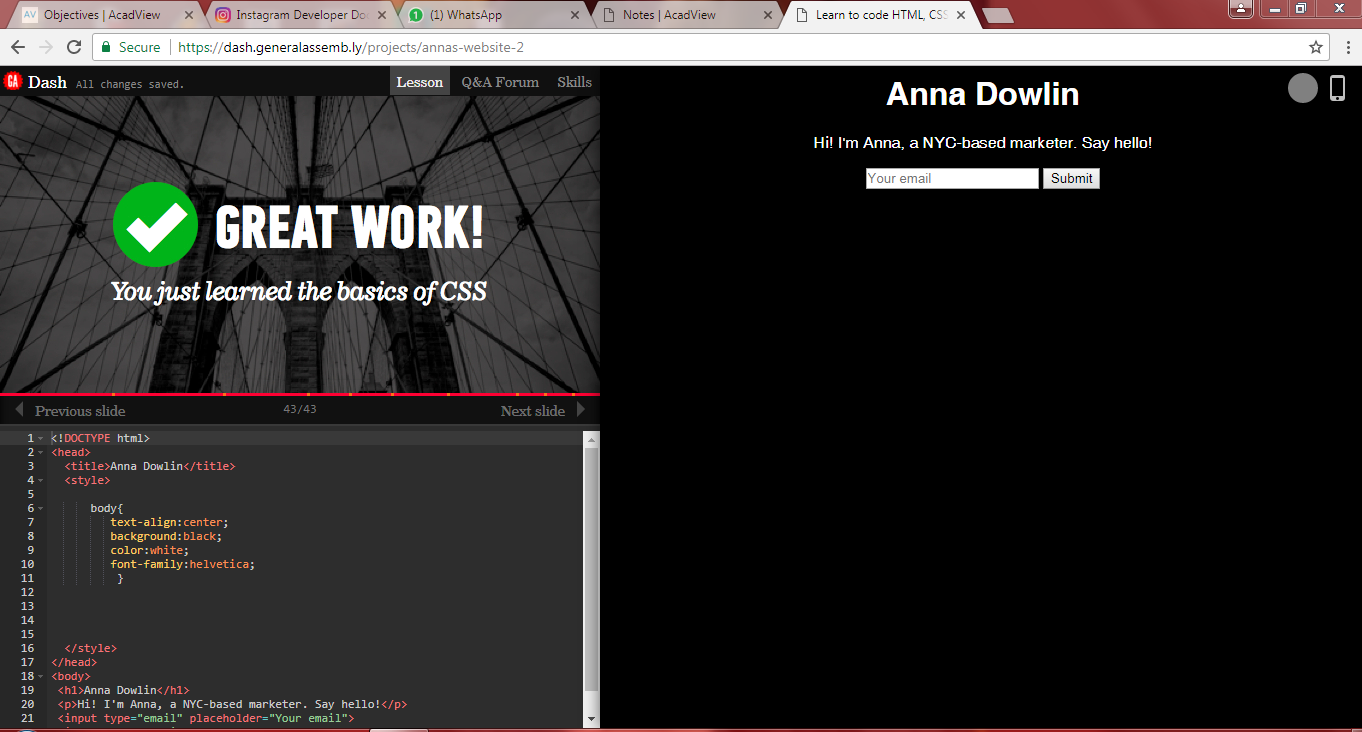 AV Objectives | AcadView
Instagram Developer Do
1 (1) WhatsApp
Notes | AcadView
Learn to code HTML, CSS
Secure https://dash.generalassemb.ly/projects/annas-website-2
GA Dash All changes saved.
Lesson Q&A Forum Skills
GREAT WORK!
You just learned the basics of CSS
Previous slide 43/43 Next slide
1 <!DOCTYPE html>
2 <head>
3 <title>Anna Dowlin</title>
4 <style>
5
6 body{
7 text-align:center;
8 background:black;
9 color:white;
10 font-family:helvetica;
11 }
12
13
14
15
16 </style>
17 </head>
18 <body>
19 <h1>Anna Dowlin</h1>
20 <p>Hi! I'm Anna, a NYC-based marketer. Say hello!</p>
21 <input type="email" placeholder="Your email">
Anna Dowlin
Hi! I'm Anna, a NYC-based marketer. Say hello!
Your email Submit